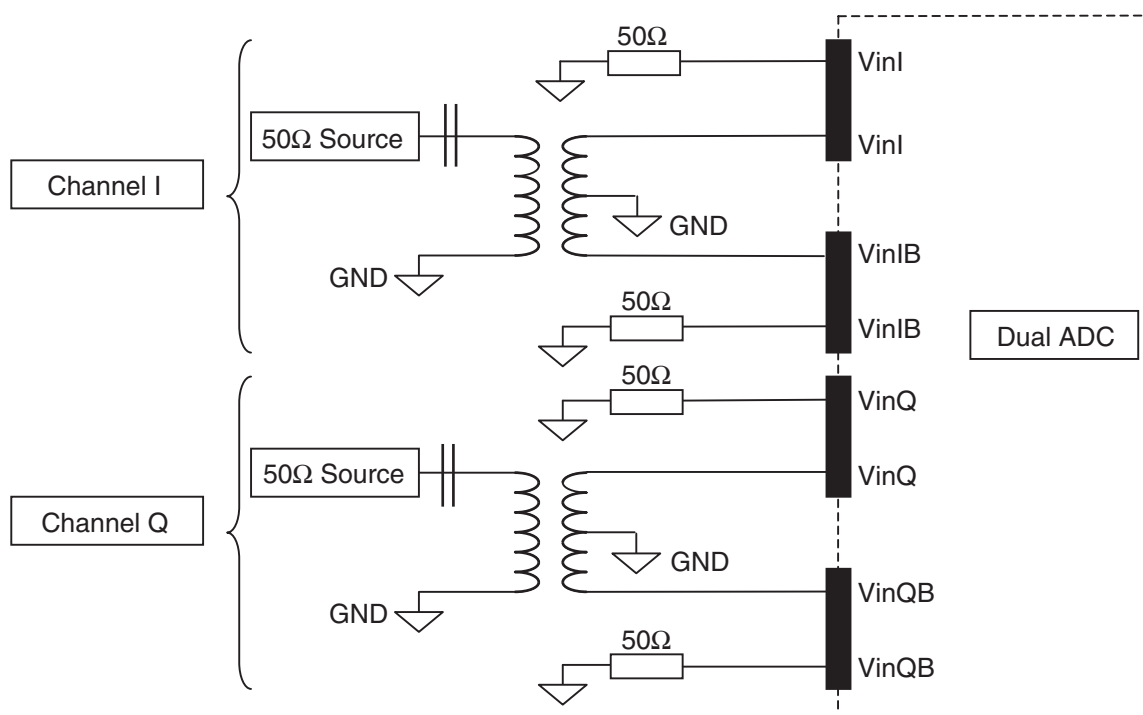 50Ω
VinI
50Ω Source
VinI
Channel I
GND
VinIB
GND
50Ω
VinIB
Dual ADC
50Ω
VinQ
50Ω Source
VinQ
Channel Q
GND
VinQB
GND
50Ω
VinQB